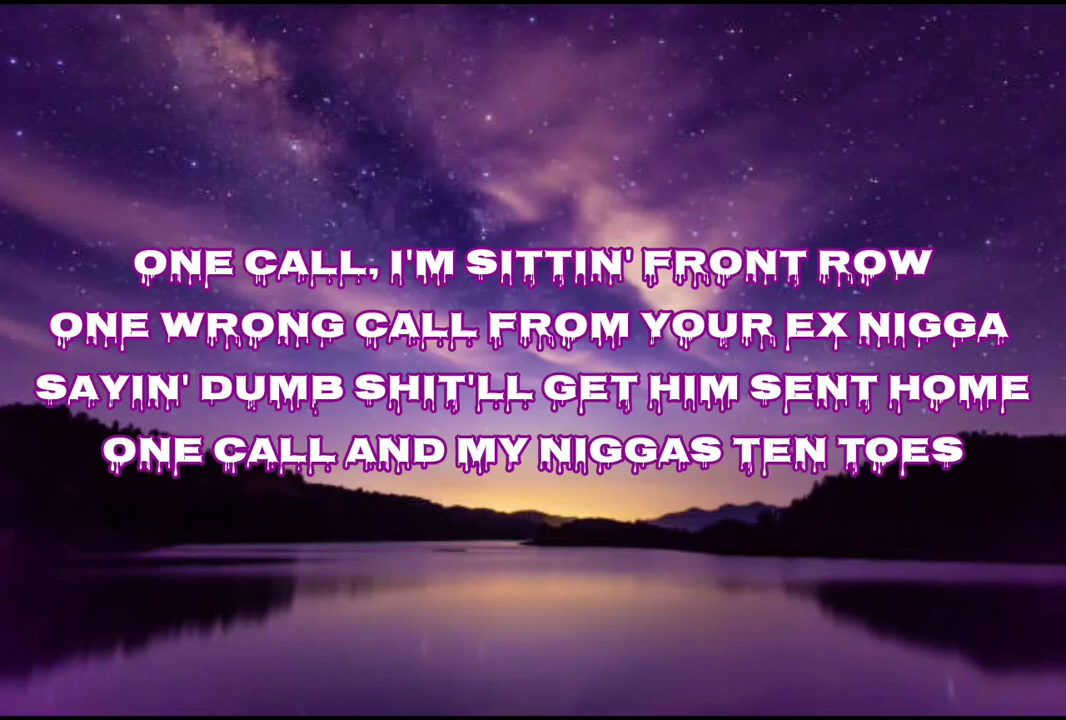 ONE CALL, I'M SITTIN' FRONT ROW
ONE WRONG CALL FROM YOUR EX NIGGA
SAYIN' DUMB SHIT'LL GET HIM SENT HOME
ONE CALL AND MY NIGGAS TEN TOES